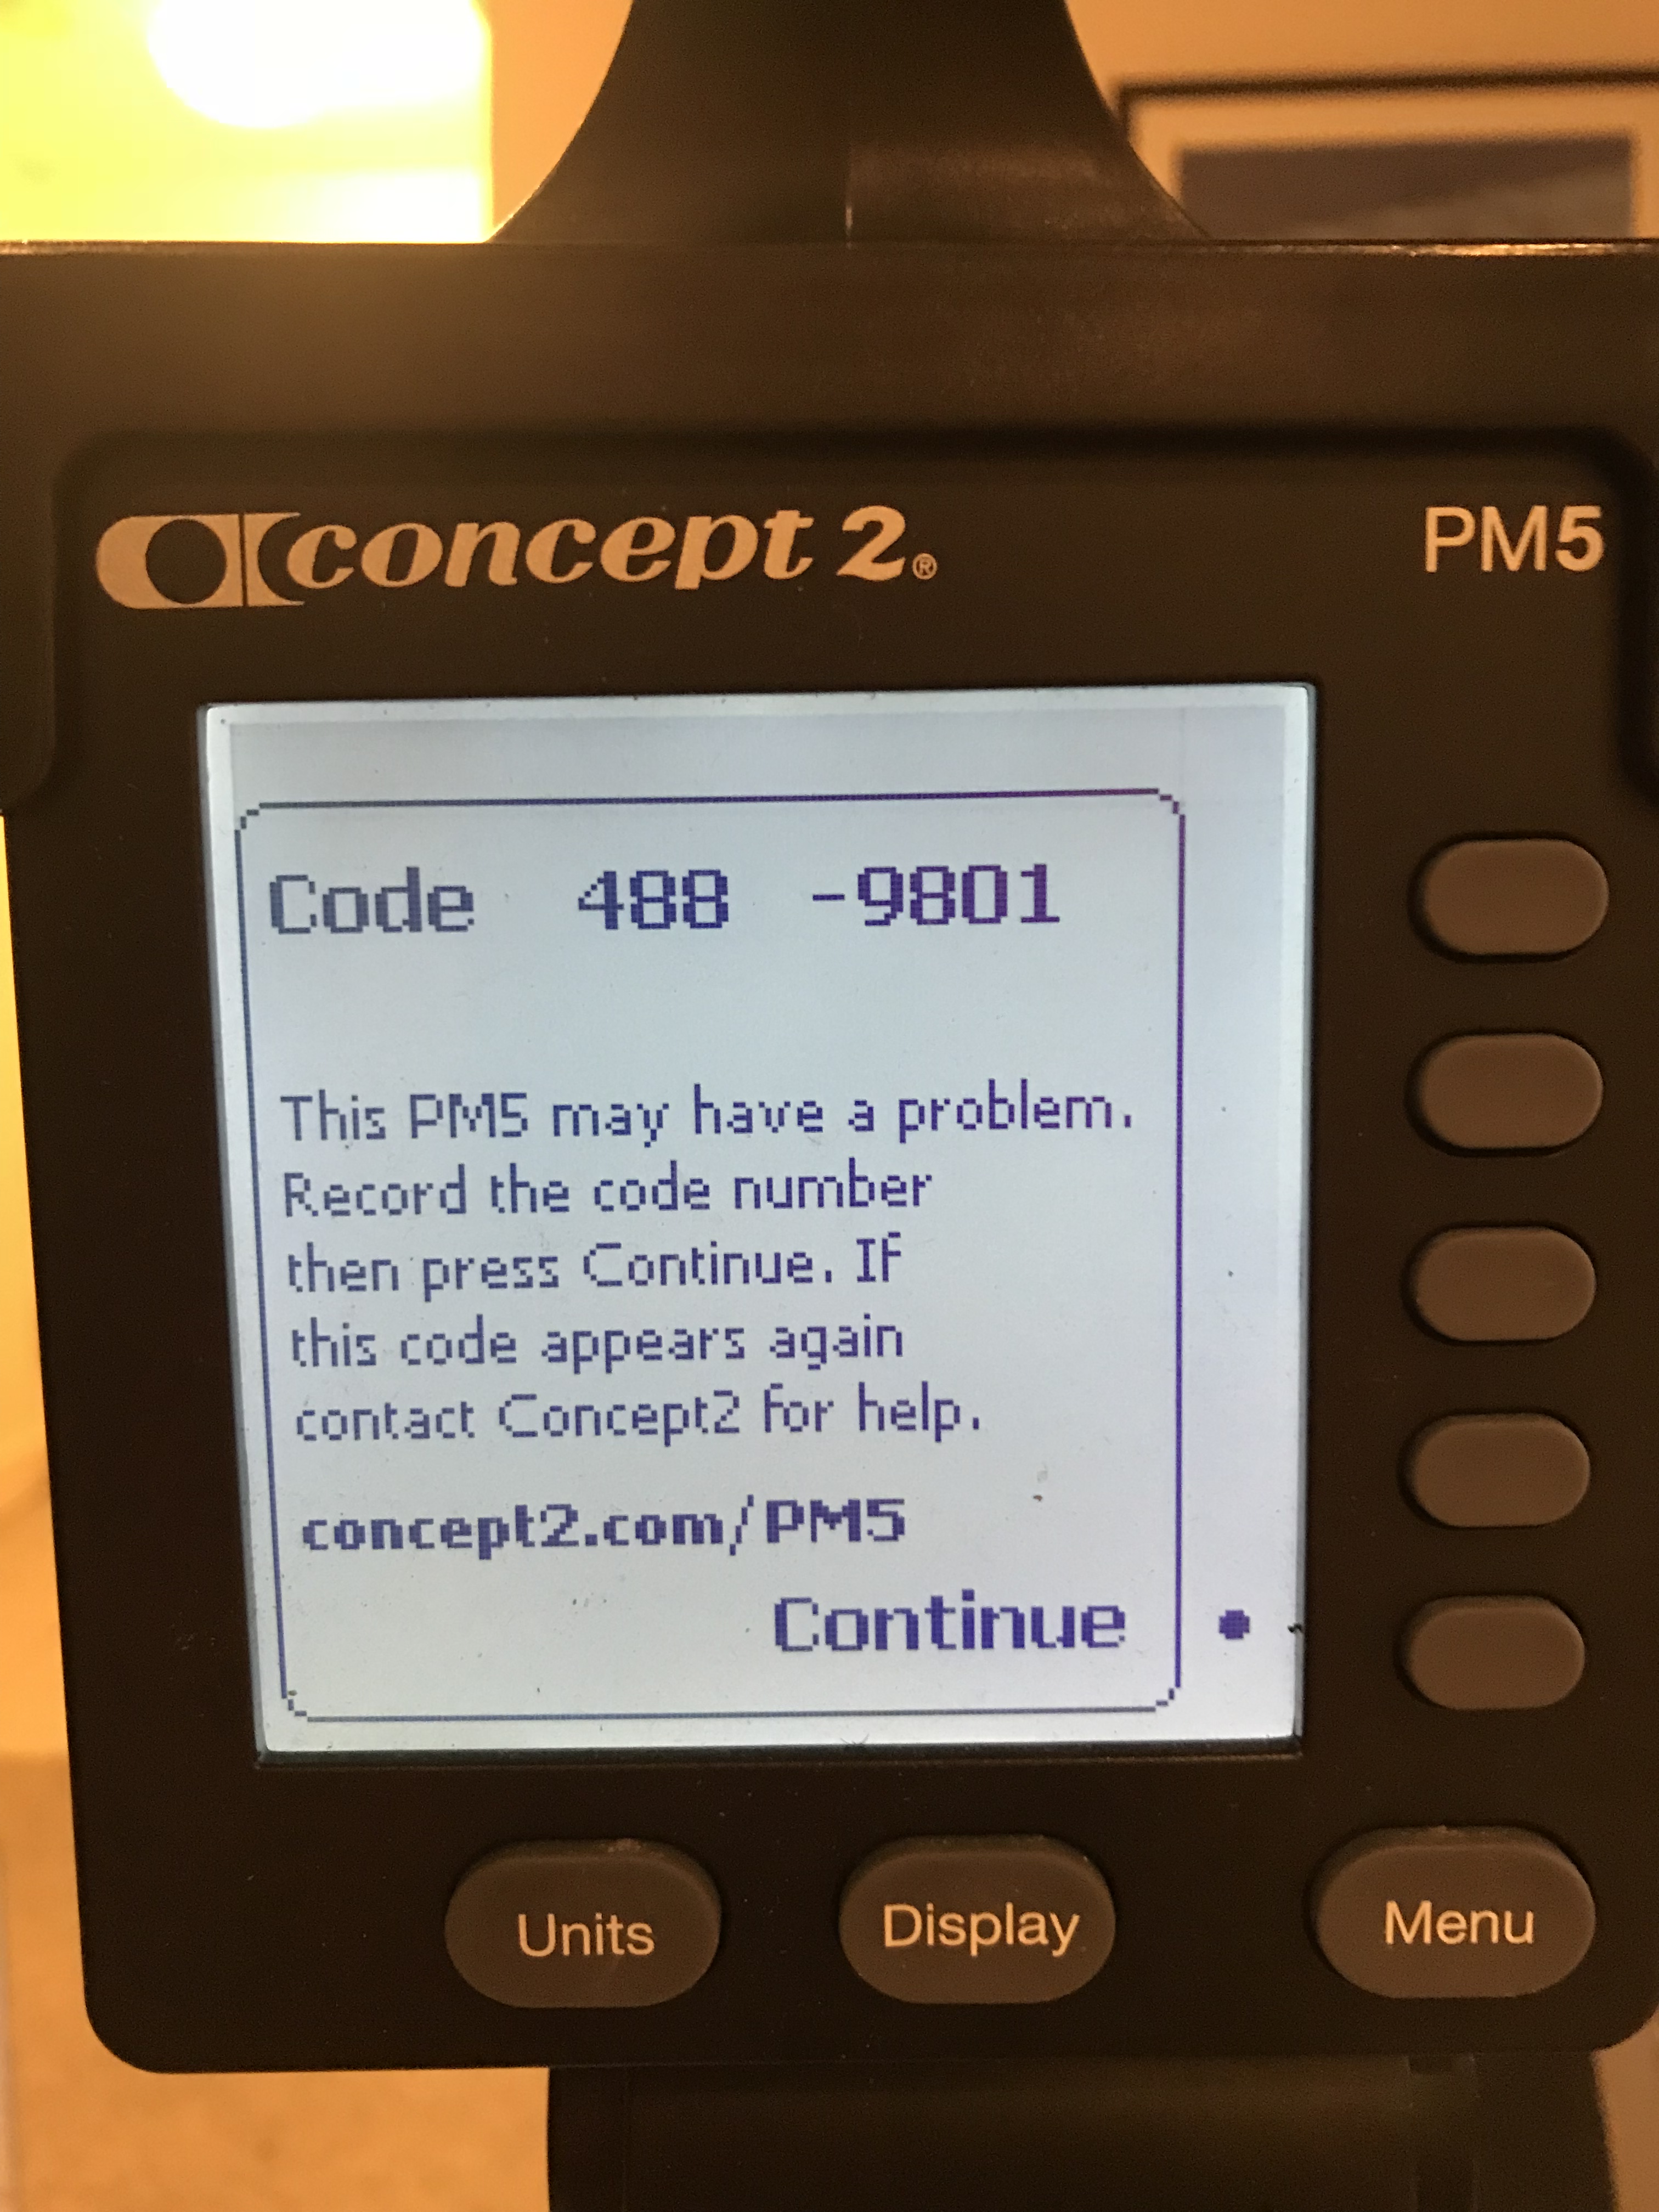 concept 2®
PM5
Code 488 -9801
This PM5 may have a problem.
Record the code number
then press Continue. If
this code appears again
contact Concept2 for help.
concept2.com/PM5
Continue
Units
Display
Menu